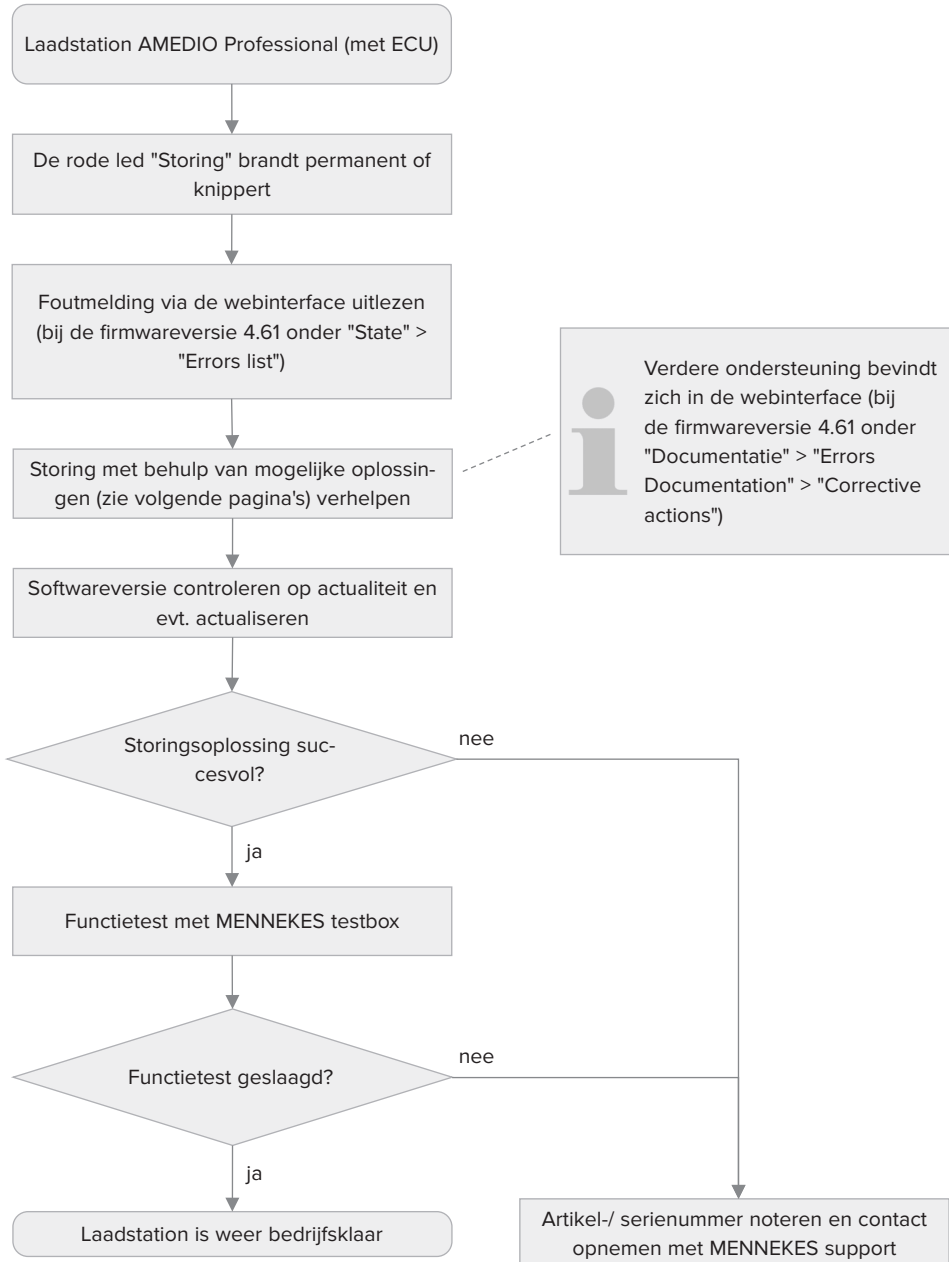 Laadstation AMEDIO Professional (met ECU)
De rode led "Storing" brandt permanent of
knippert
Foutmelding via de webinterface uitlezen
(bij de firmwareversie 4.61 onder "State" >
"Errors list")
Verdere ondersteuning bevindt
zich in de webinterface (bij
de firmwareversie 4.61 onder
"Documentatie" > "Errors
Documentation" > "Corrective
actions")
Storing met behulp van mogelijke oplossin-
gen (zie volgende pagina's) verhelpen
Softwareversie controleren op actualiteit en
evt. actualiseren
Storingsoplossing suc-
cesvol?
nee
ja
Functietest met MENNEKES testbox
Functietest geslaagd?
nee
ja
Laadstation is weer bedrijfsklaar
Artikel-/ serienummer noteren en contact
opnemen met MENNEKES support